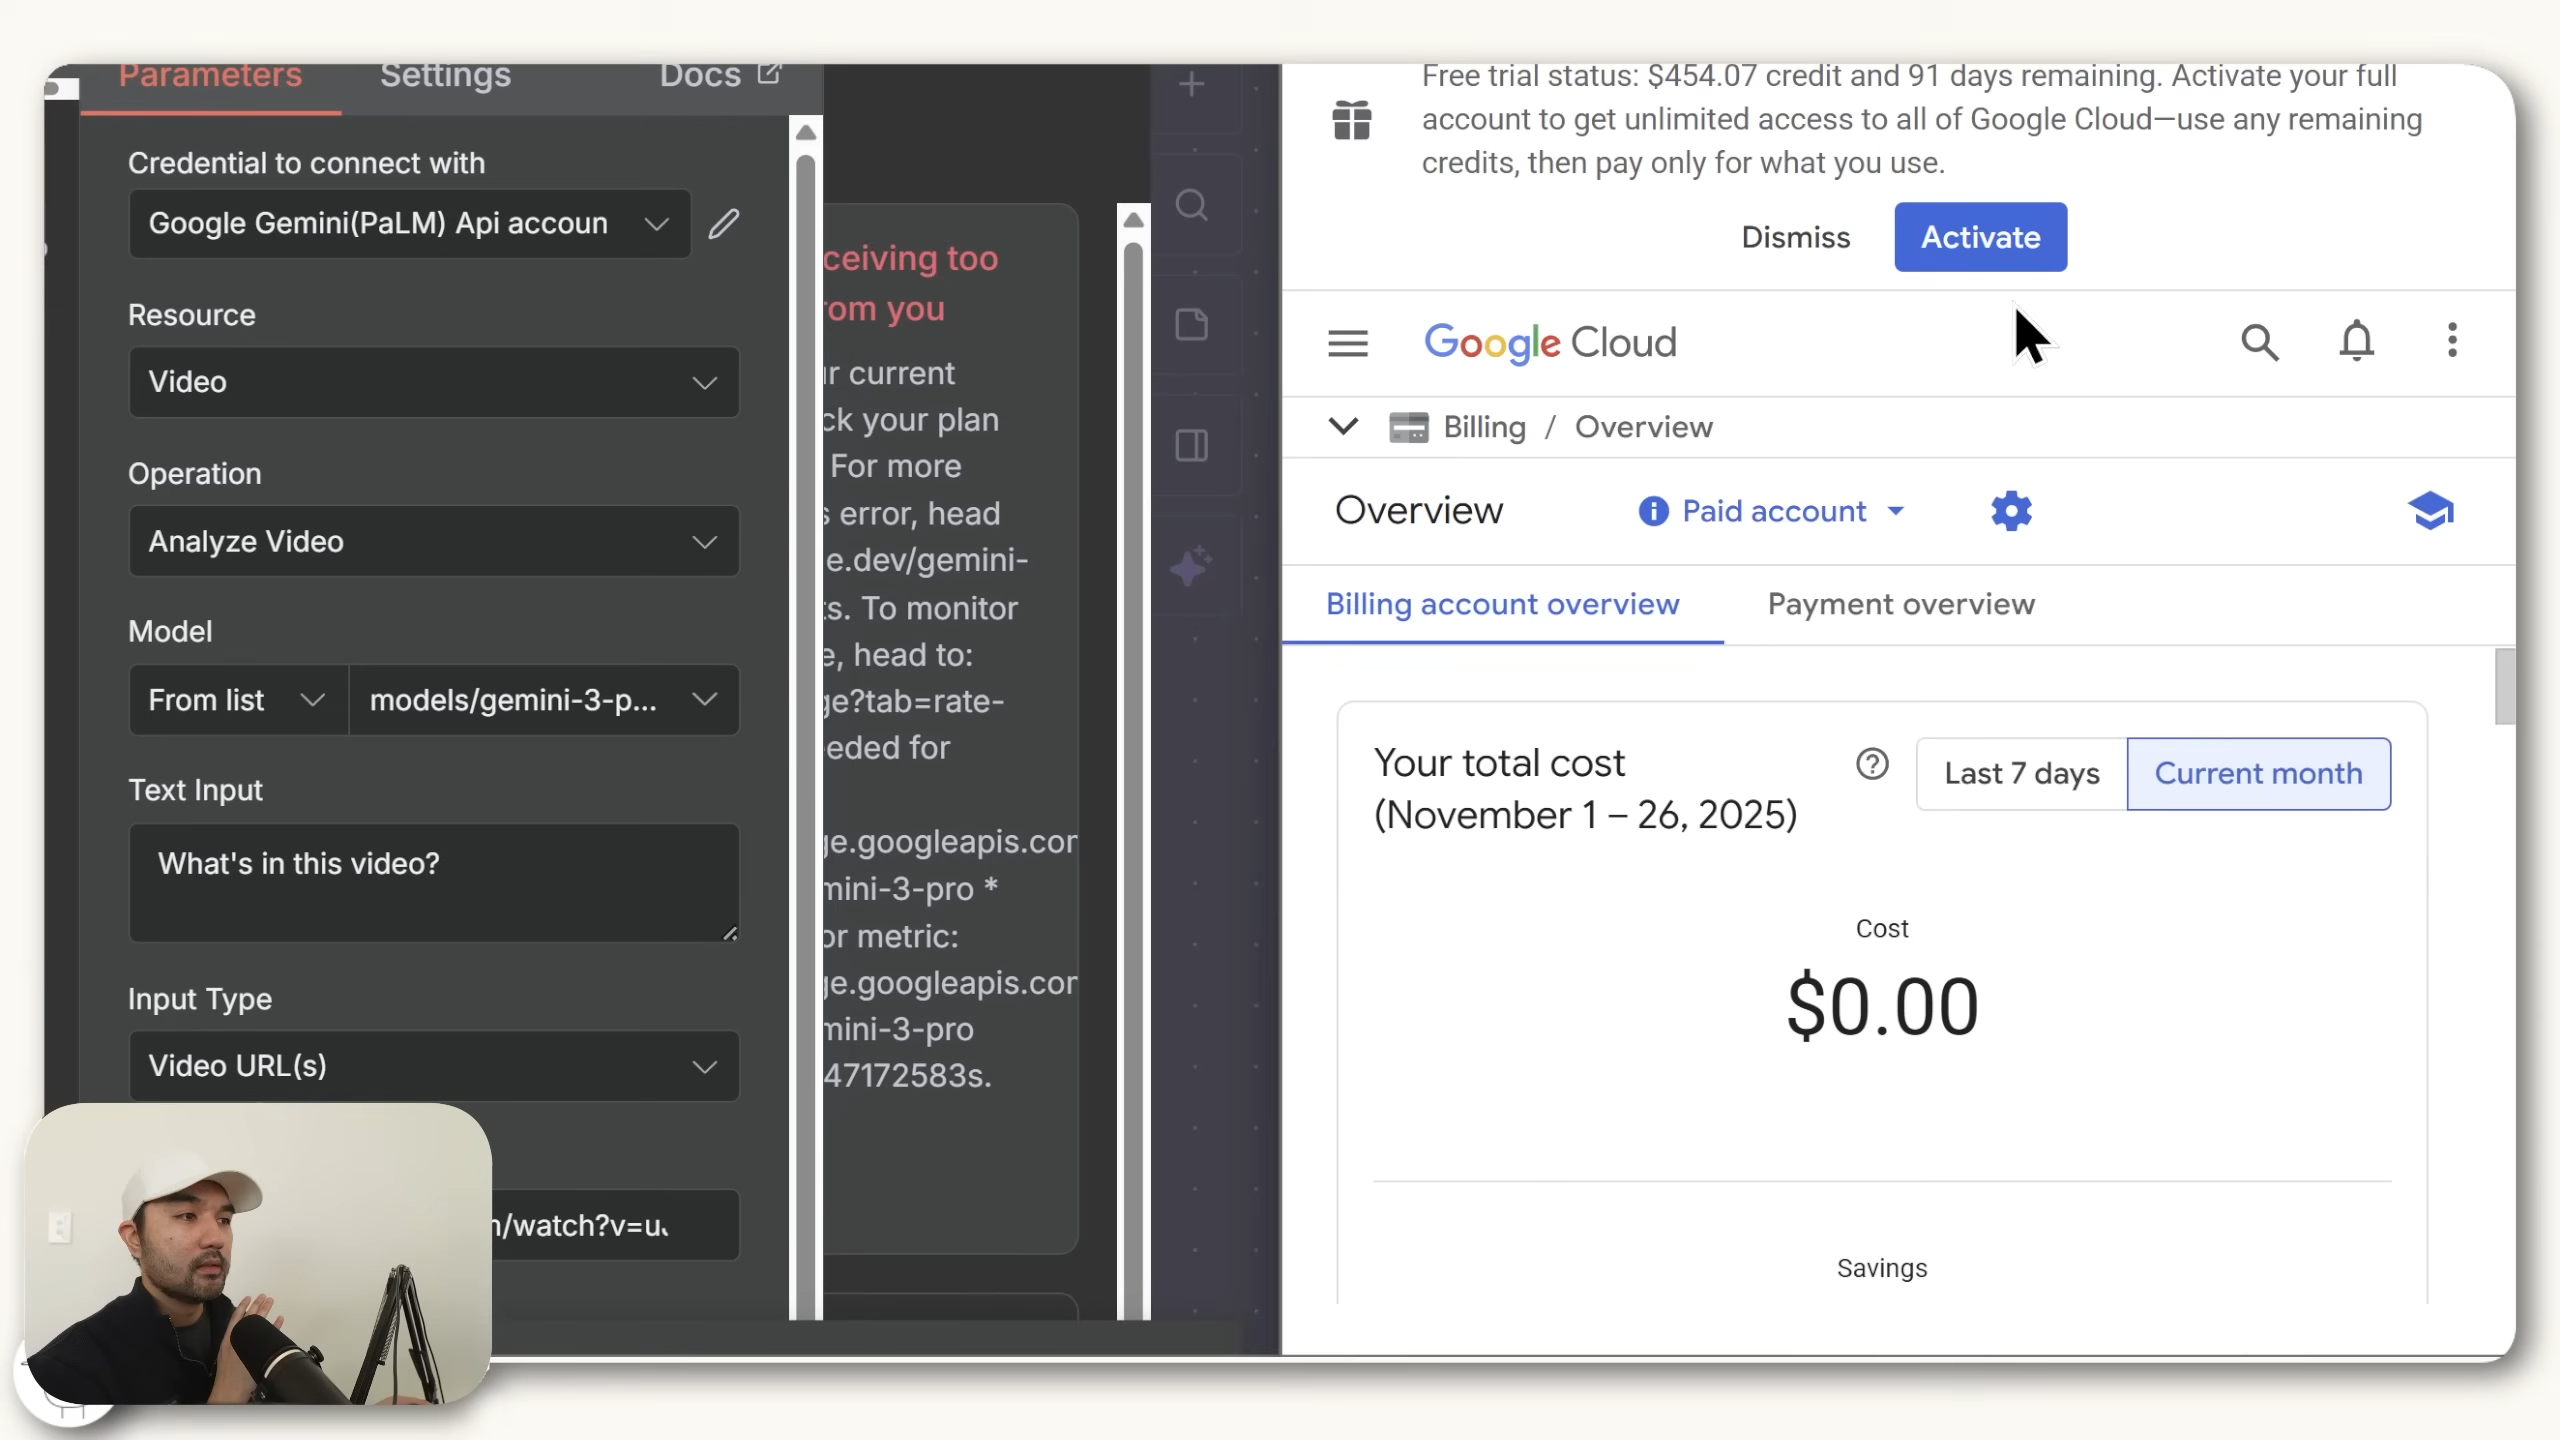 Parameters
Settings
Docs
Credential to connect with
Google Gemini(PaLM) Api accoun
Resource
Video
Operation
Analyze Video
Model
From list
models/gemini-3-p...
Text Input
What's in this video?
Input Type
Video URL(s)
/watch?v=u
ceiving too
rom you
r current
ck your plan
For more
s error, head
e.dev/gemini-
ts. To monitor
e, head to:
ge?tab=rate-
eded for
ge.googleapis.com
mini-3-pro *
or metric:
ge.googleapis.com
mini-3-pro
47172583s.
Free trial status: $454.07 credit and 91 days remaining. Activate your full
account to get unlimited access to all of Google Cloud—use any remaining
credits, then pay only for what you use.
Dismiss
Activate
Google Cloud
Billing / Overview
Overview
Paid account
Billing account overview
Payment overview
Your total cost
(November 1 – 26, 2025)
Last 7 days
Current month
Cost
$0.00
Savings